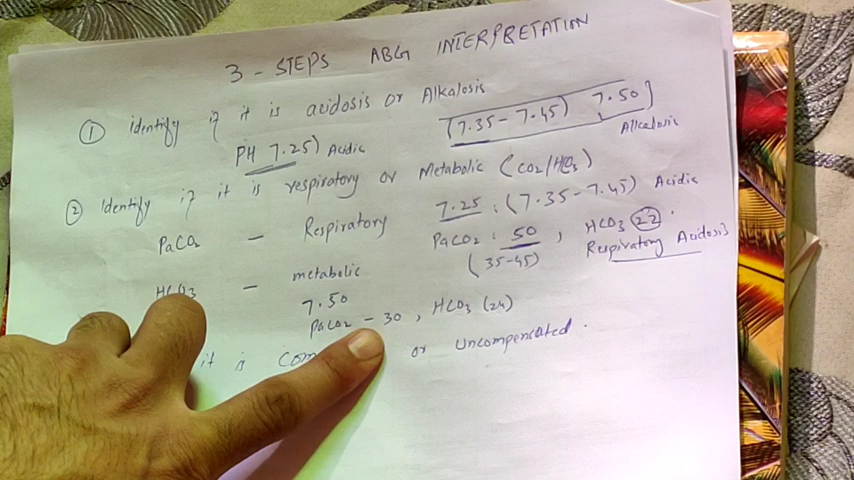 3 - STEPS ABG INTERPRETATION
① identify if it is acidosis or Alkalosis
PH 7.25) Acidic (7.35 - 7.45) 7.50]
Alkalosis
② Identify if it is respiratory or Metabolic (CO2/HCO3)
7.25 : (7.35 - 7.45) Acidic
PaCO2 - Respiratory PaCO2 : 50 , HCO3 22 .
(35-45) Respiratory Acidosis
HCO3 - metabolic
7.50
PaCO2 - 30 , HCO3 (24)
it is or Uncompensated .